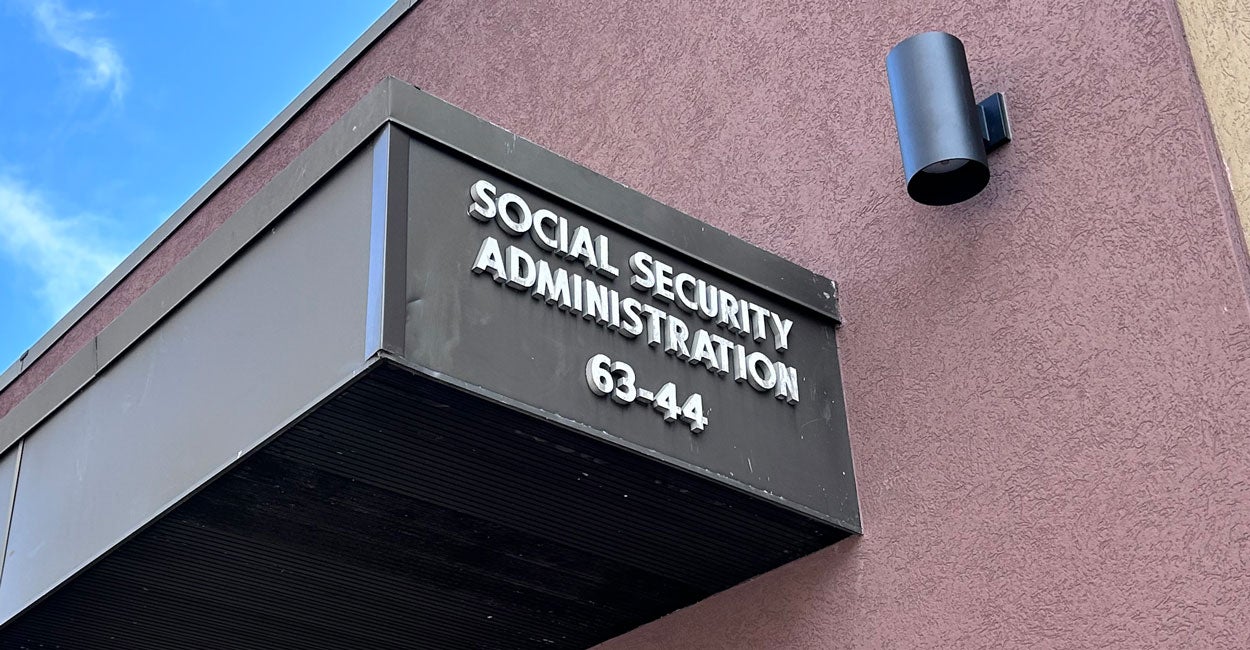 SOCIAL SECURITY
ADMINISTRATION
63-44